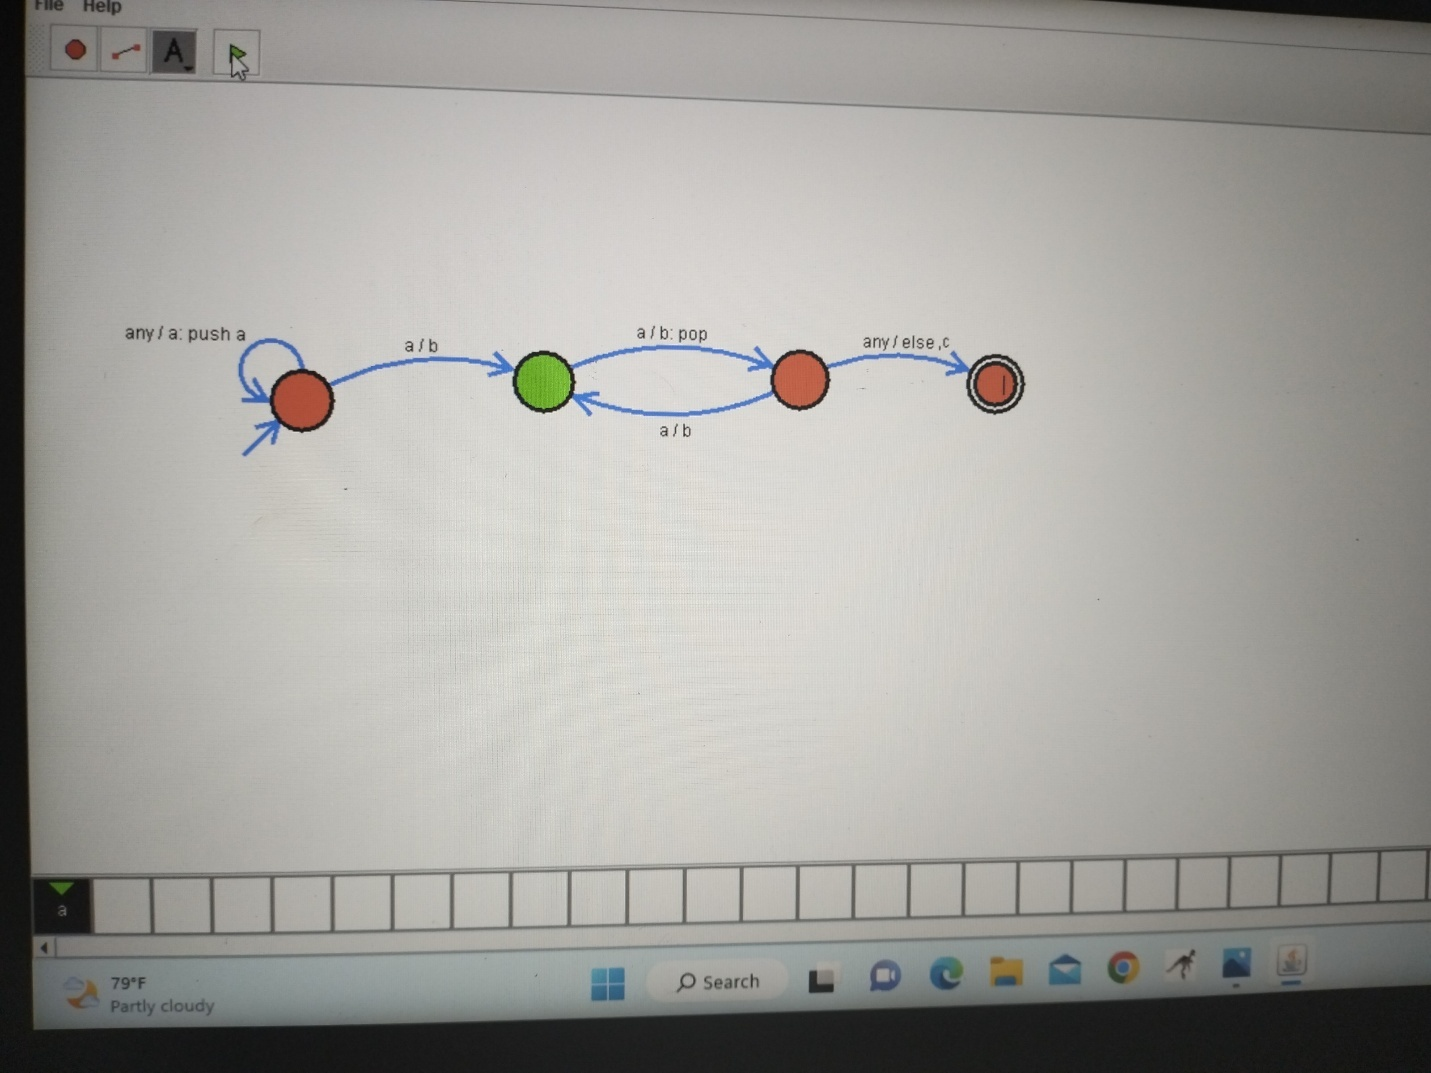 File Help
A
any / a: push a
a / b
a / b: pop
any / else ,c
a / b
a
79°F
Search
Partly cloudy